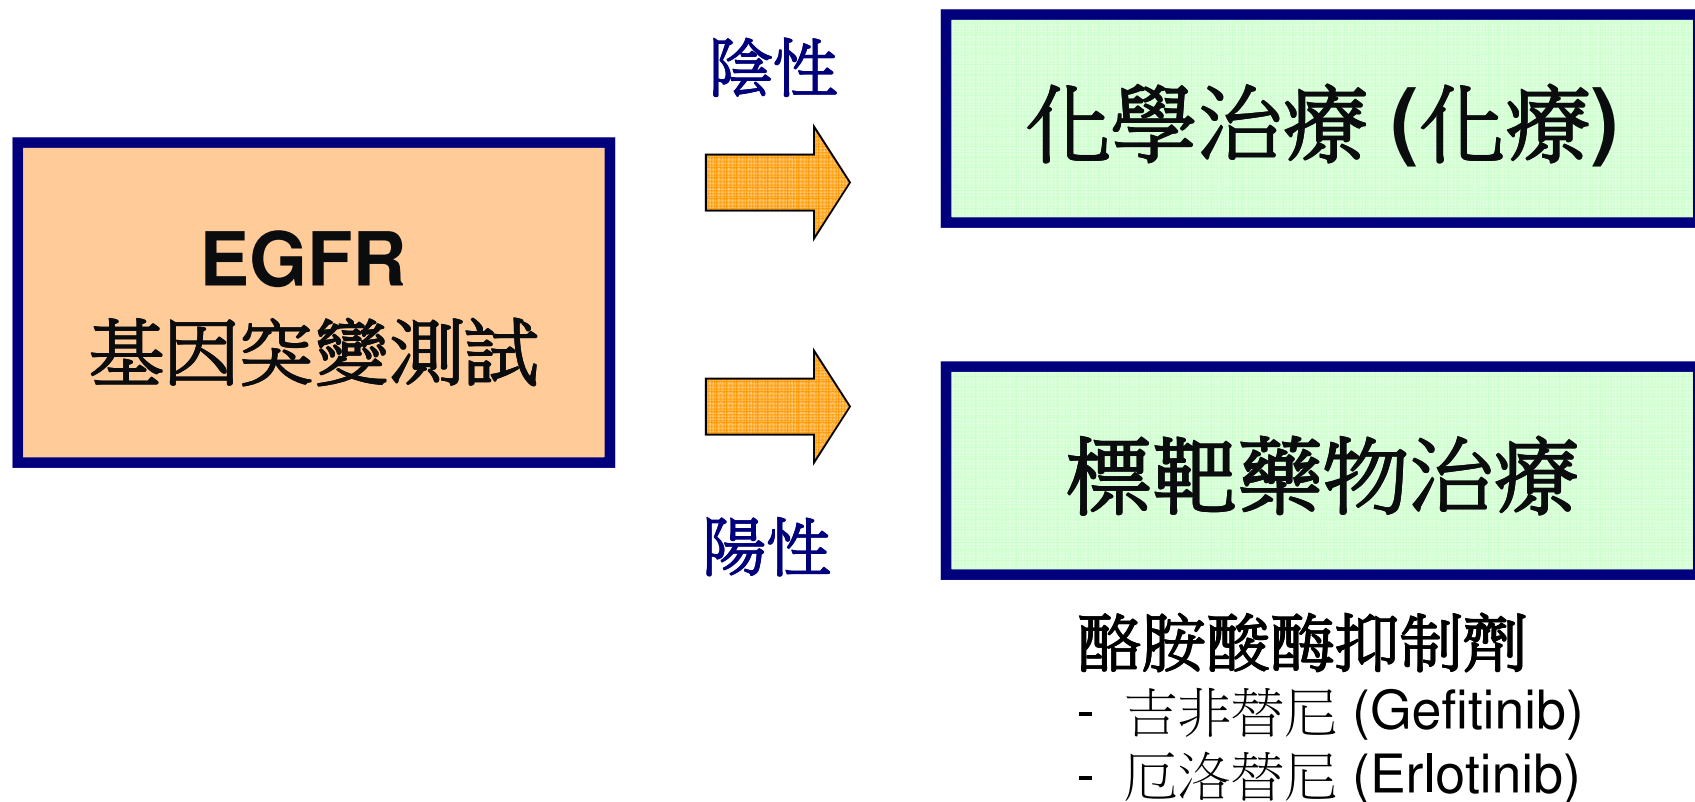 EGFR
基因突變測試
陰性
化學治療 (化療)
陽性
標靶藥物治療
酪胺酸酶抑制劑
- 吉非替尼 (Gefitinib)
- 厄洛替尼 (Erlotinib)